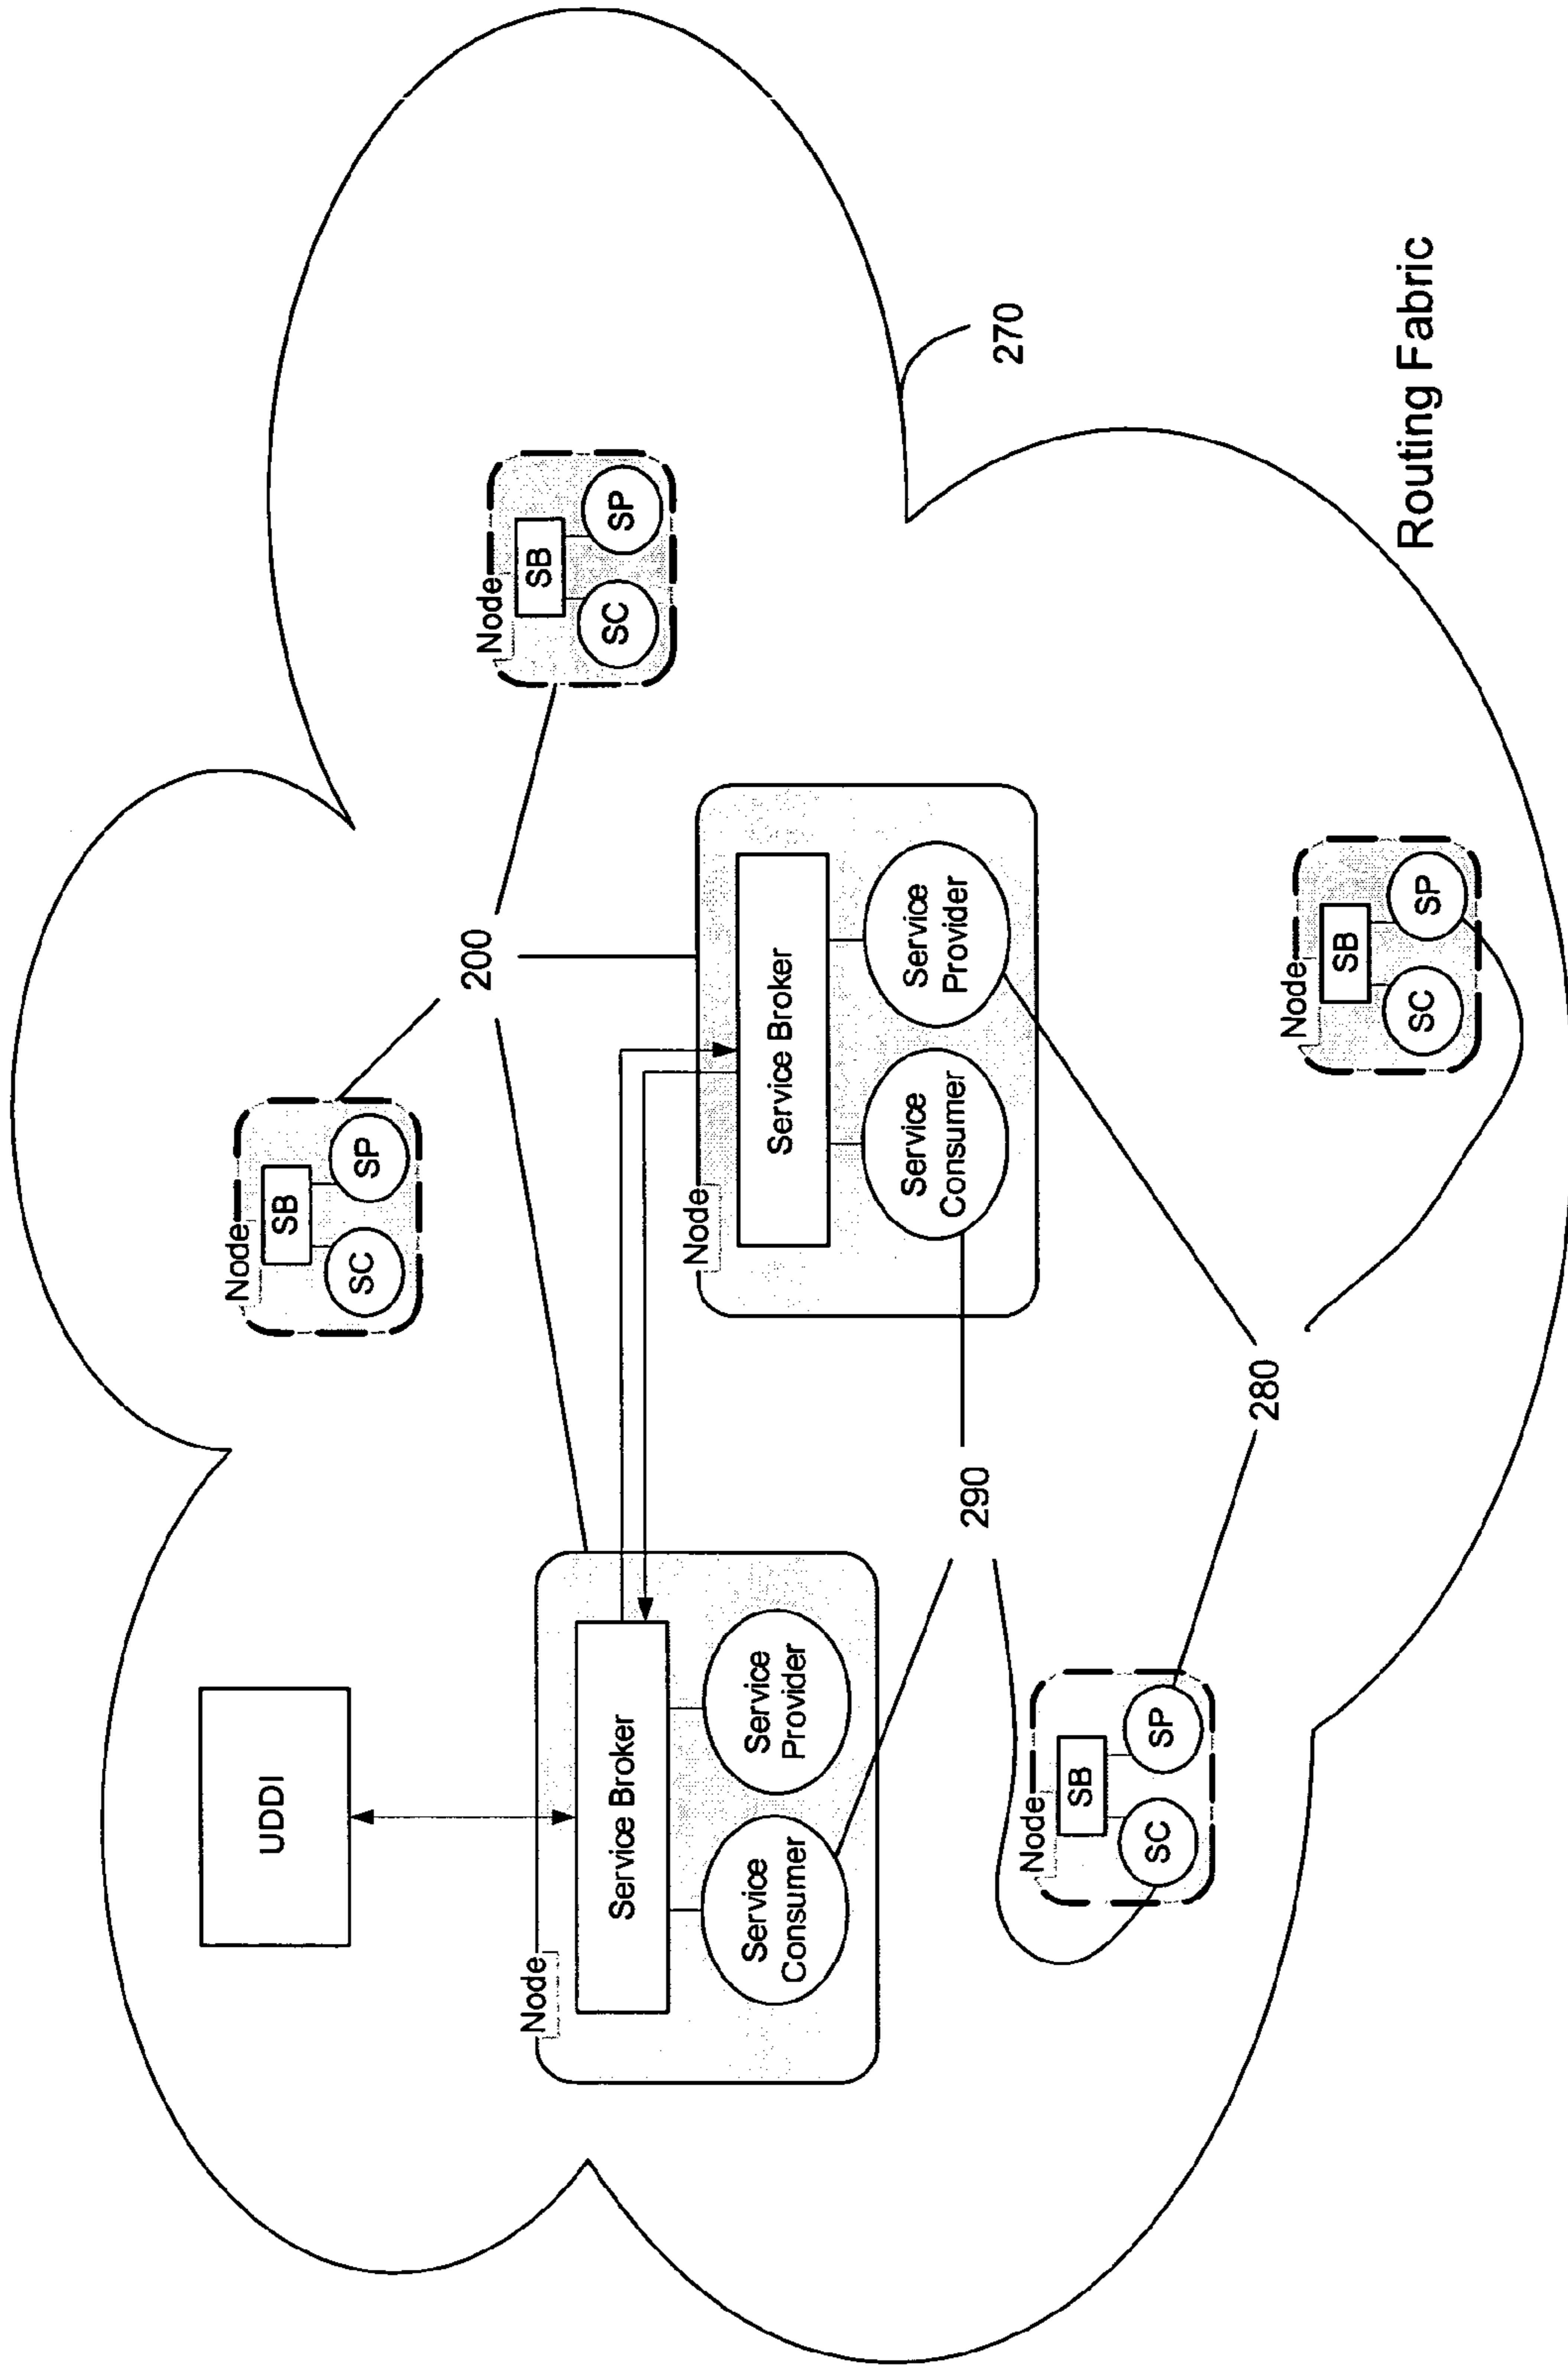 Node
SB
SC
SP
UDDI
200
Node
SB
SC
SP
Node
Service Broker
Service
Consumer
Service
Provider
Node
Service Broker
Service
Consumer
Service
Provider
290
270
Node
SB
SC
SP
280
Node
SB
SC
SP
Routing Fabric